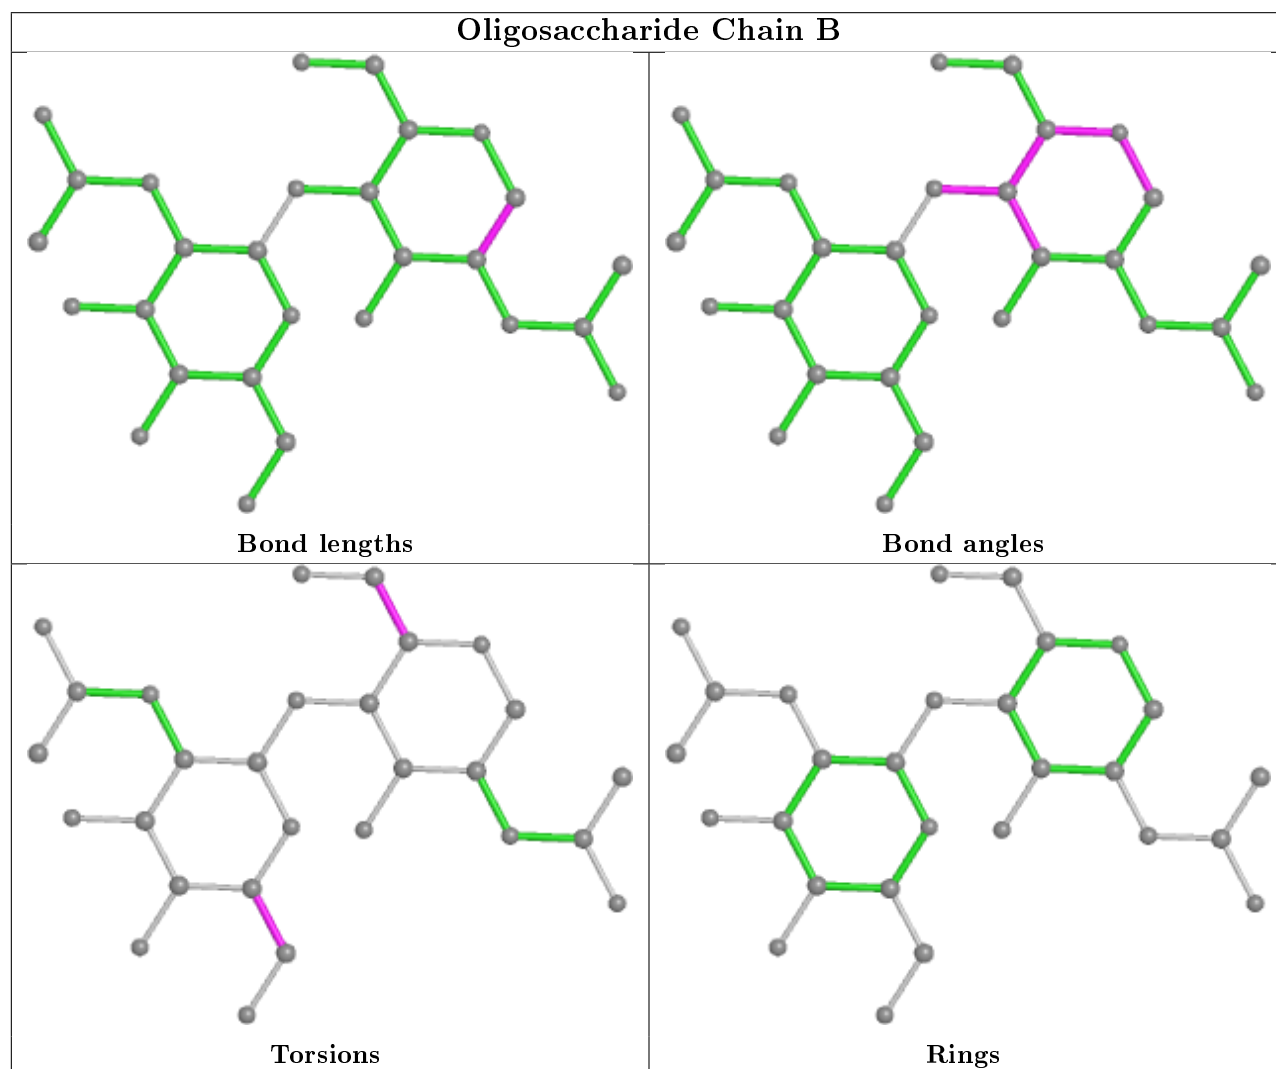 Oligosaccharide Chain B
Bond lengths
Bond angles
Torsions
Rings